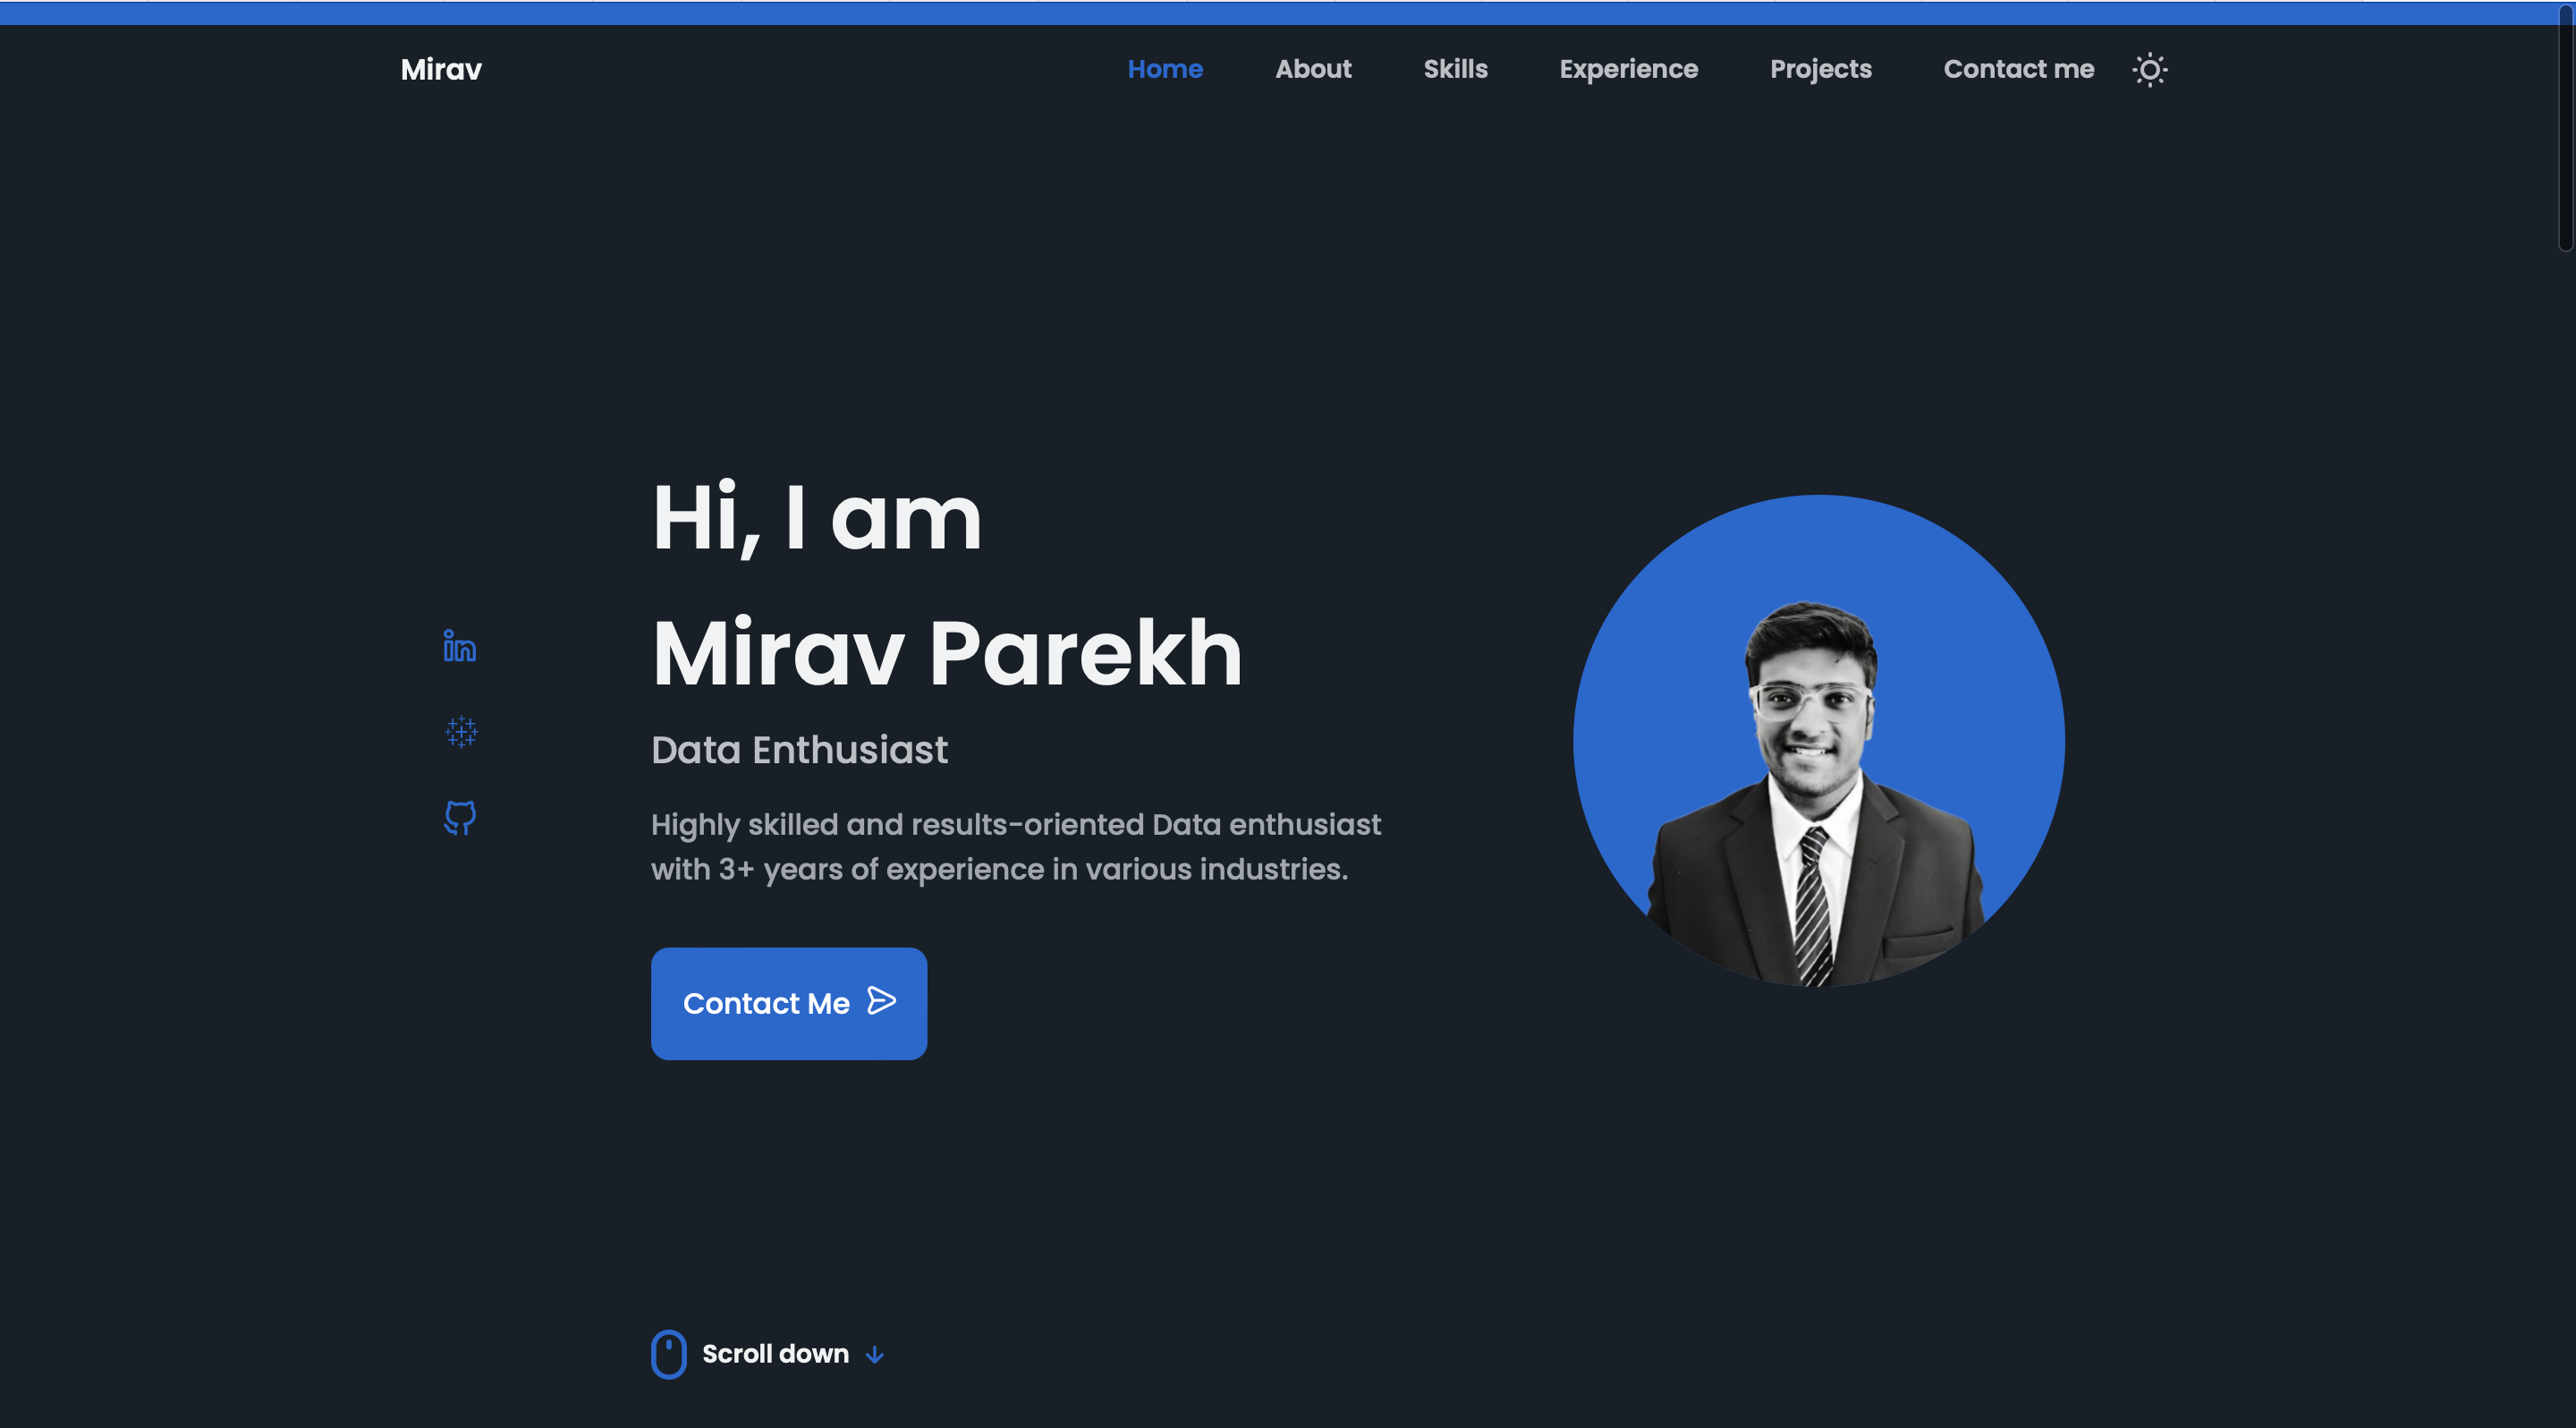 Mirav
Home About Skills Experience Projects Contact me
Hi, I am
Mirav Parekh
Data Enthusiast
Highly skilled and results-oriented Data enthusiast
with 3+ years of experience in various industries.
Contact Me
Scroll down